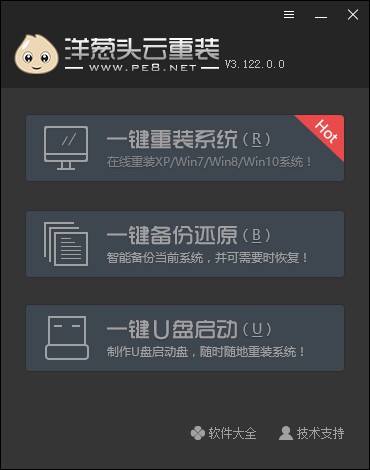 洋葱头云重装
WWW.PE8.NET
V3.122.0.0
一键重装系统(R)
Hot
在线重装XP/Win7/Win8/Win10系统！
一键备份还原(B)
智能备份当前系统，并可需要时恢复！
一键U盘启动(U)
制作U盘启动盘，随时随地重装系统！
软件大全 技术支持